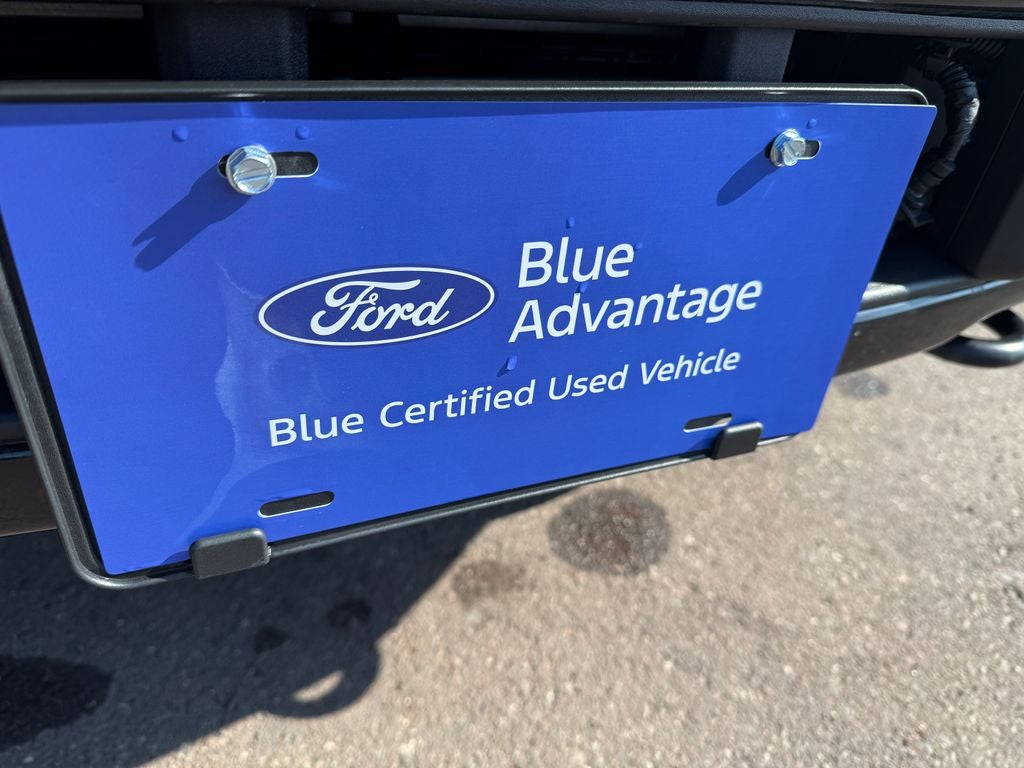 Ford
Blue
Advantage
Blue Certified Used Vehicle